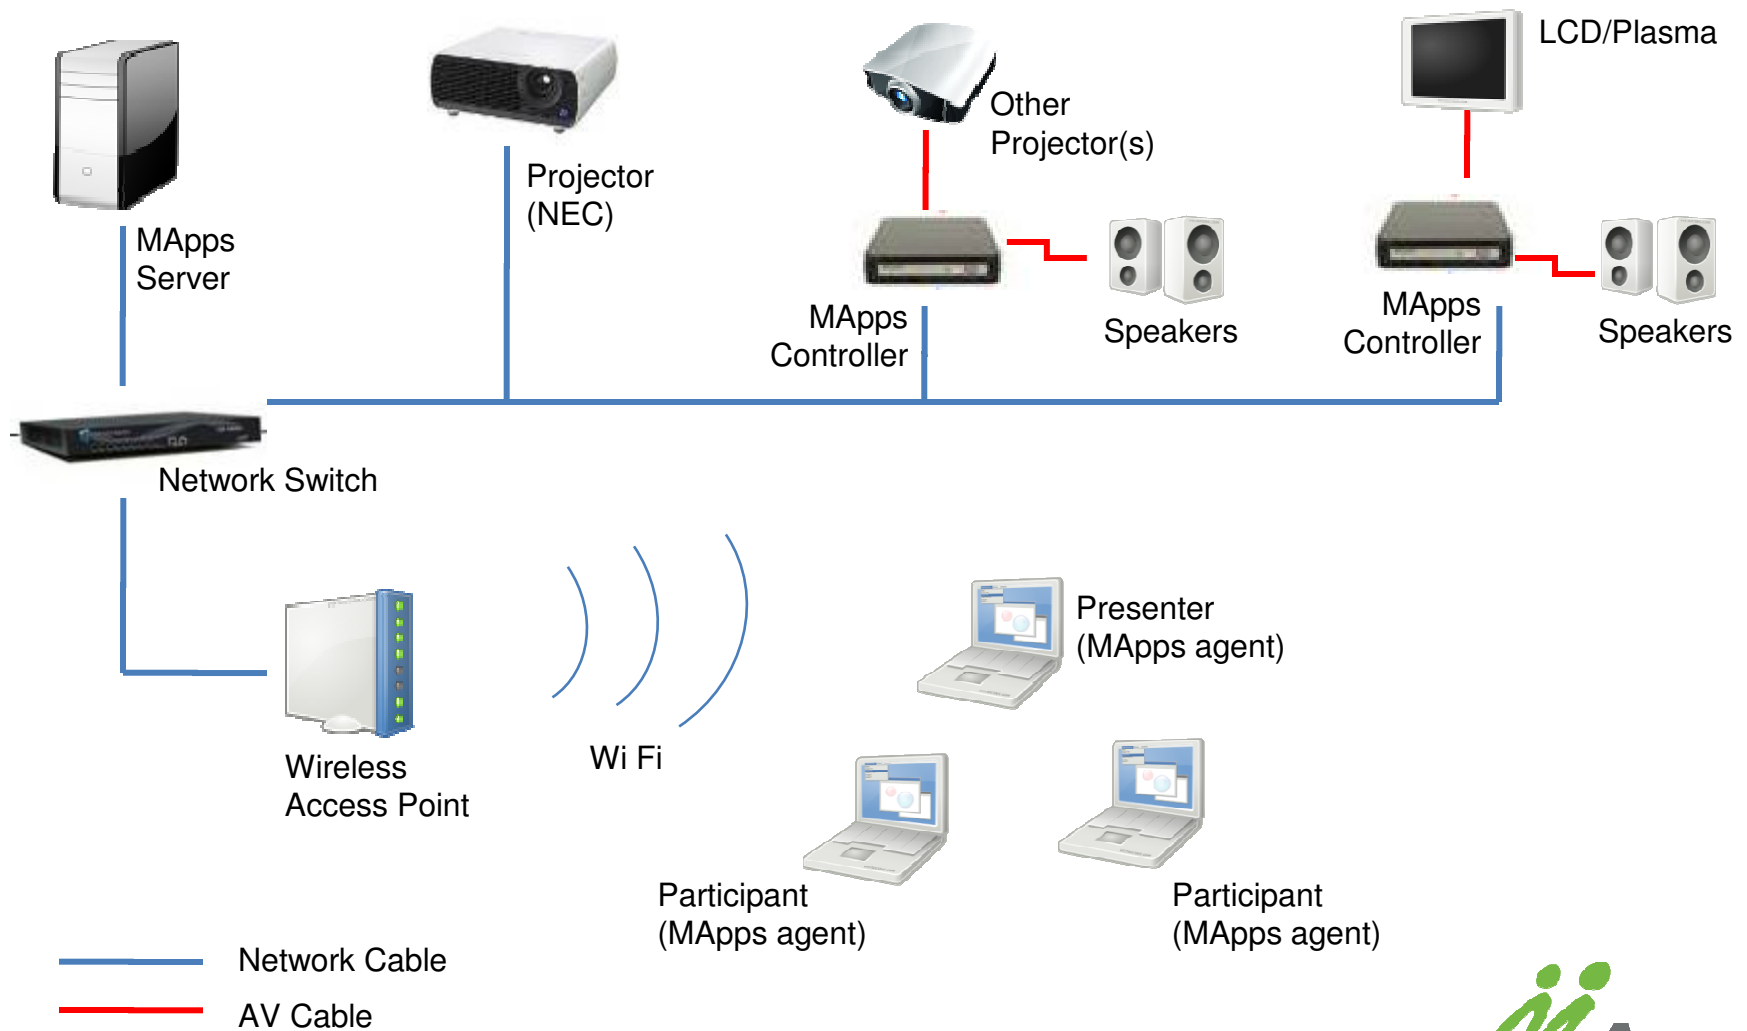 LCD/Plasma
Other
Projector(s)
Projector
(NEC)
MApps
Server
MApps
Controller
Speakers
MApps
Controller
Speakers
Network Switch
Presenter
(MApps agent)
Wi Fi
Wireless
Access Point
Participant
(MApps agent)
Participant
(MApps agent)
Network Cable
AV Cable